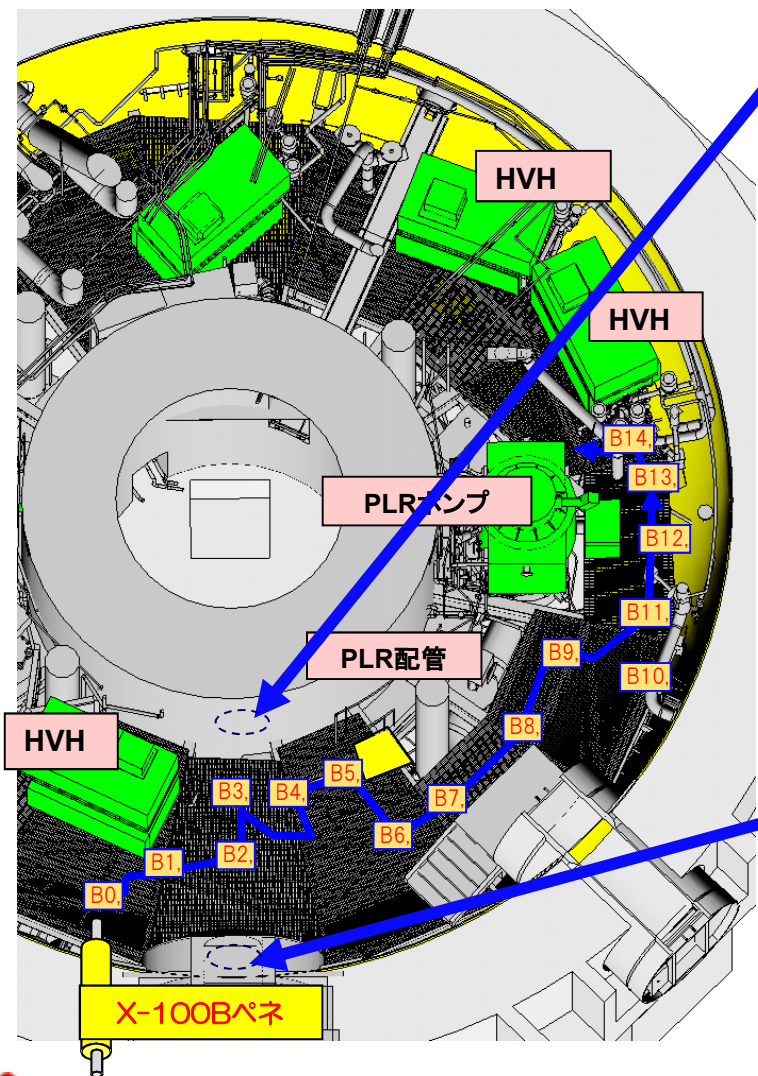 HVH
HVH
B14,
B13,
PLRポンプ
B12,
B11,
PLR配管
B9,
B10,
B8,
HVH
B5,
B3,
B4,
B7,
B6,
B1,
B2,
B0,
X-100Bペネ